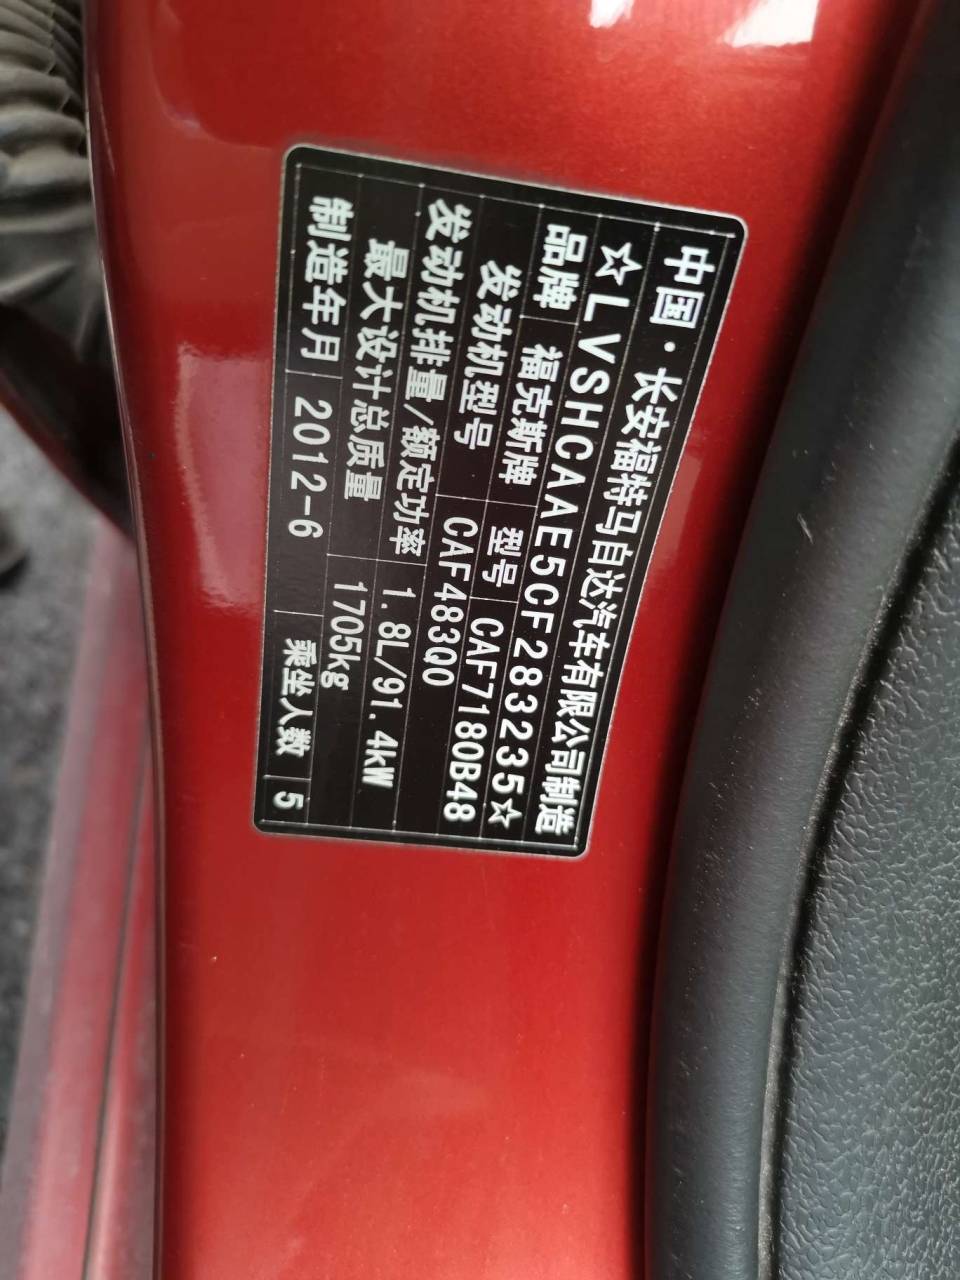 中国·长安福特马自达汽车有限公司制造
☆LVSHCAAE5CF283235☆
品牌 福克斯牌 型号 CAF7180B48
发动机型号 CAF483Q0
发动机排量/额定功率 1.8L/91.4kW
最大设计总质量 1705kg
制造年月 2012-6 乘坐人数 5